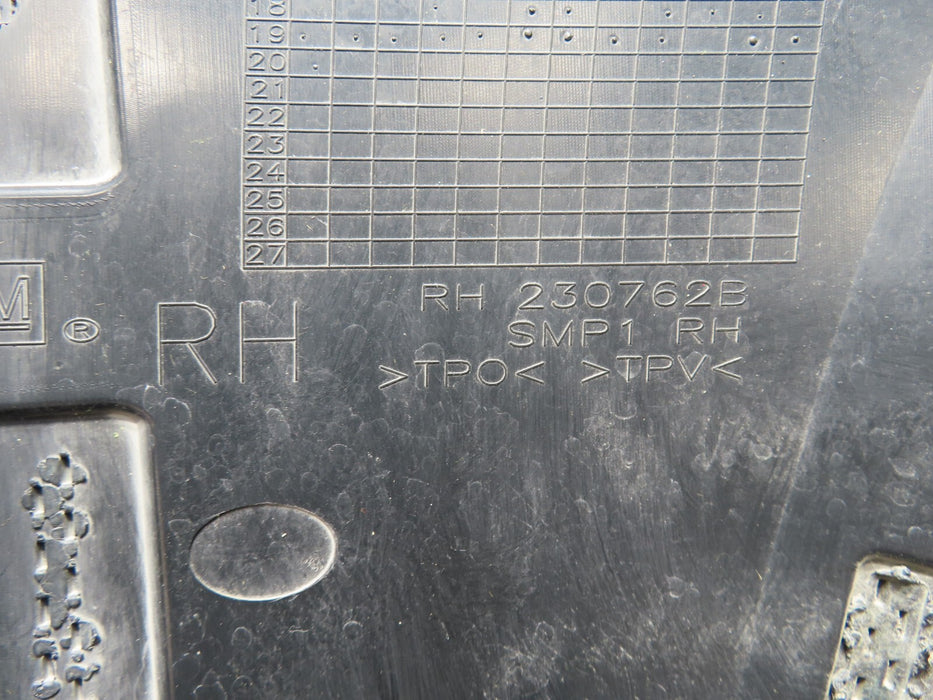 18
19
20
21
22
23
24
25
26
27
M ®
RH
RH 230762B
SMP1 RH
>TPO< >TPV<